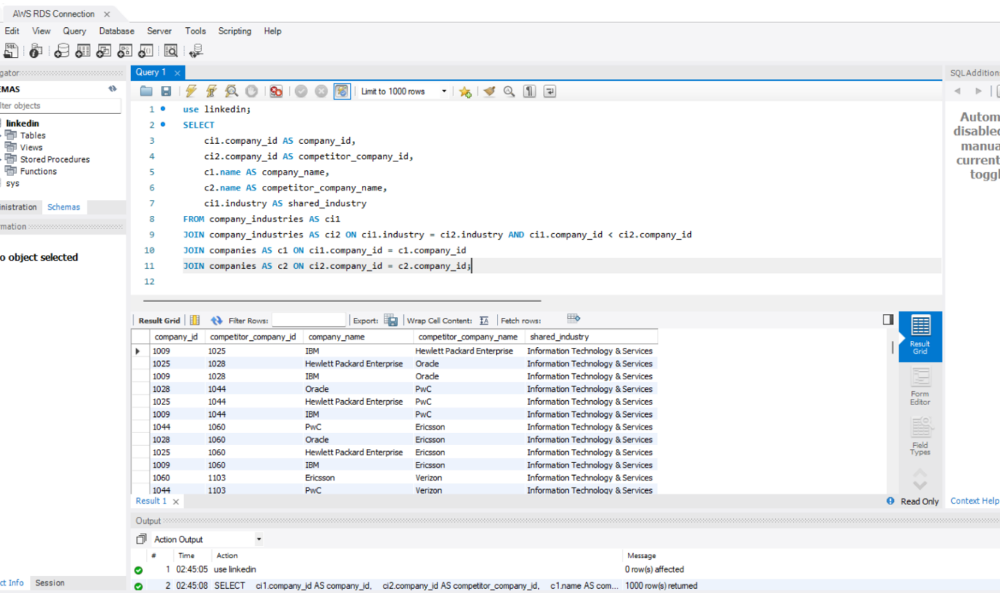 AWS RDS Connection
Edit View Query Database Server Tools Scripting Help
gator
Query 1
SQLAddition
EMAS
Limit to 1000 rows
lter objects
linkedin
Tables
Views
Stored Procedures
Functions
sys
inistration Schemas
mation
o object selected
1 use linkedin;
2 SELECT
3 ci1.company_id AS company_id,
4 ci2.company_id AS competitor_company_id,
5 c1.name AS company_name,
6 c2.name AS competitor_company_name,
7 ci1.industry AS shared_industry
8 FROM company_industries AS ci1
9 JOIN company_industries AS ci2 ON ci1.industry = ci2.industry AND ci1.company_id < ci2.company_id
10 JOIN companies AS c1 ON ci1.company_id = c1.company_id
11 JOIN companies AS c2 ON ci2.company_id = c2.company_id;
12
Autom
disabled
manua
current
toggl
Result Grid Filter Rows: Export: Wrap Cell Content: Fetch rows:
company_id competitor_company_id company_name competitor_company_name shared_industry
1009 1025 IBM Hewlett Packard Enterprise Information Technology & Services
1025 1028 Hewlett Packard Enterprise Oracle Information Technology & Services
1009 1028 IBM Oracle Information Technology & Services
1028 1044 Oracle PwC Information Technology & Services
1025 1044 Hewlett Packard Enterprise PwC Information Technology & Services
1009 1044 IBM PwC Information Technology & Services
1044 1060 PwC Ericsson Information Technology & Services
1028 1060 Oracle Ericsson Information Technology & Services
1025 1060 Hewlett Packard Enterprise Ericsson Information Technology & Services
1009 1060 IBM Ericsson Information Technology & Services
1060 1103 Ericsson Verizon Information Technology & Services
1044 1103 PwC Verizon Information Technology & Services
Result
Grid
Form
Editor
Field
Types
Result 1
Read Only
Context Help
Output
Action Output
# Time Action Message
1 02:45:05 use linkedin 0 row(s) affected
2 02:45:08 SELECT ci1.company_id AS company_id, ci2.company_id AS competitor_company_id, c1.name AS com... 1000 row(s) returned
ct Info Session